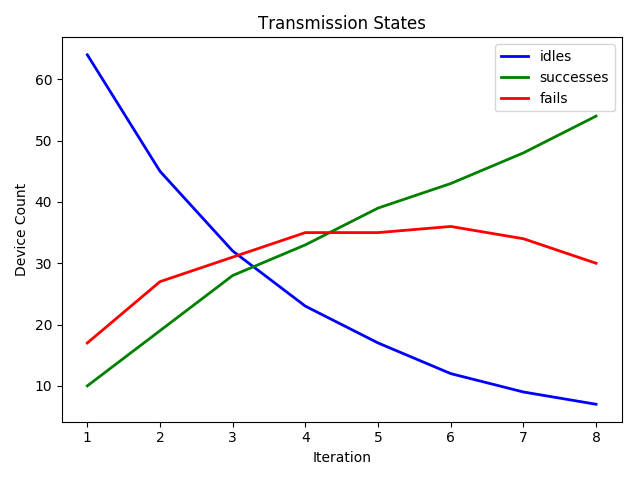 Transmission States
idles
successes
fails
Device Count
60
50
40
30
20
10
1 2 3 4 5 6 7 8
Iteration